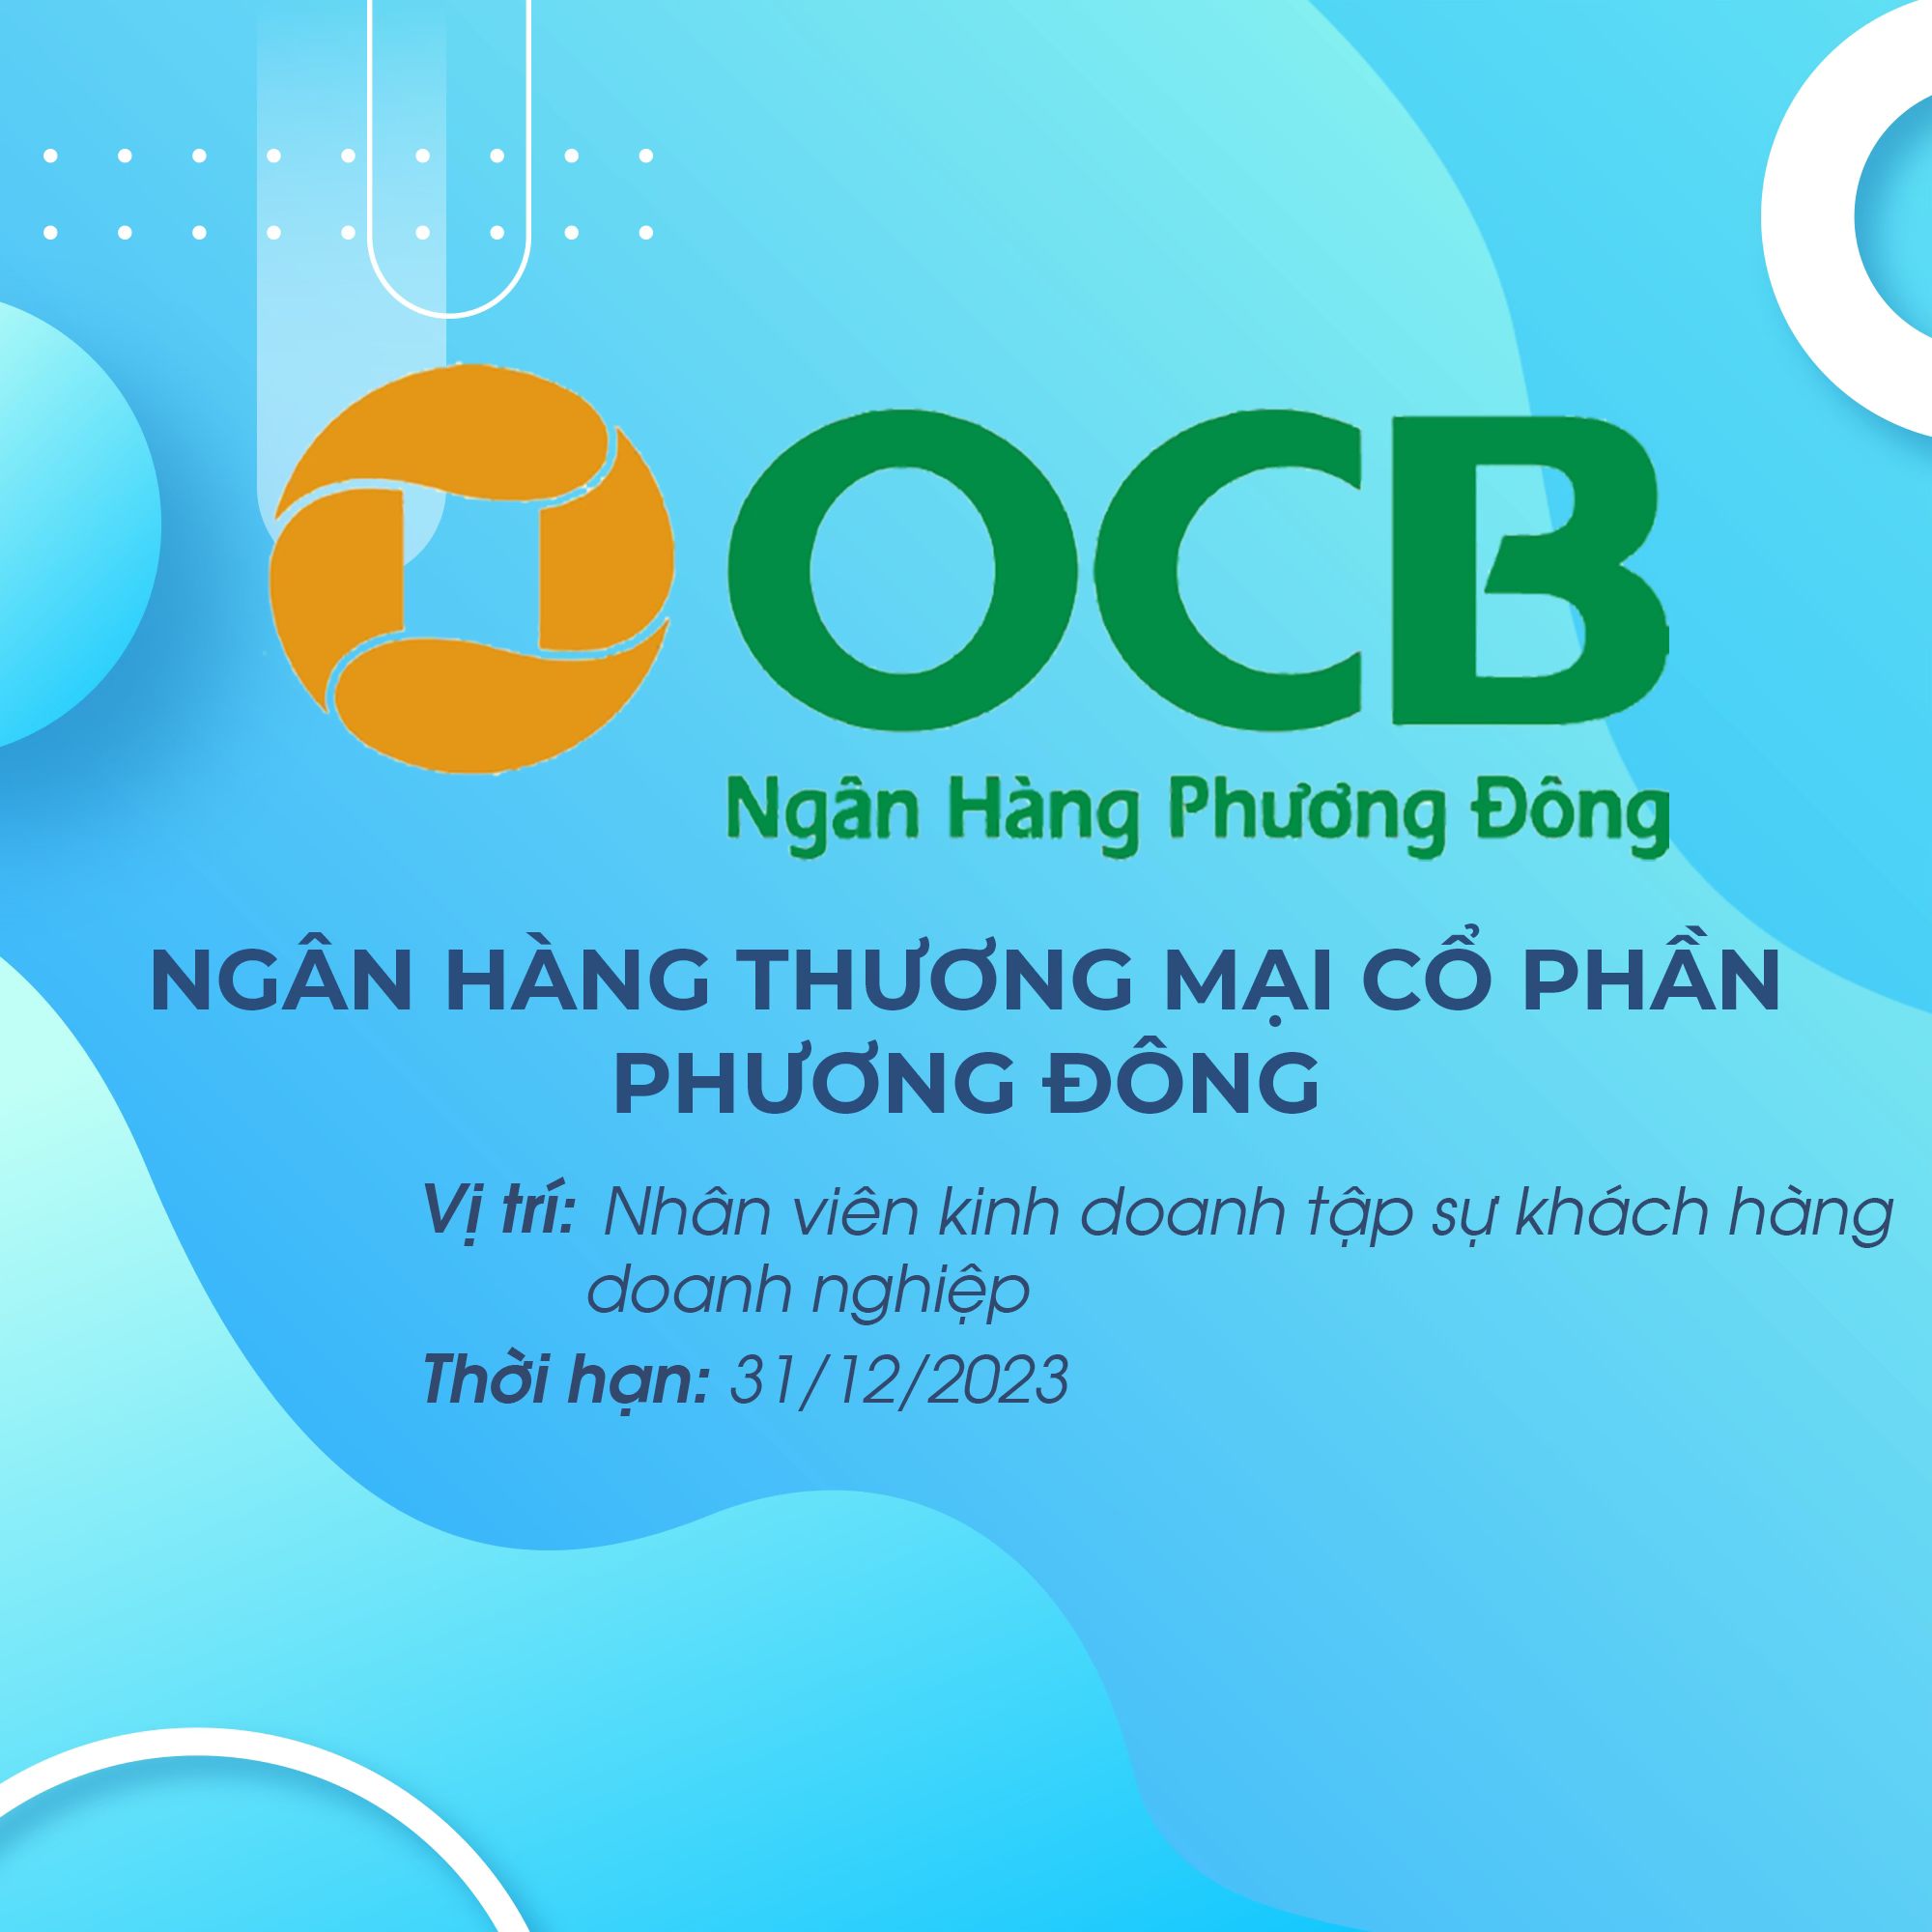 OCB
Ngân Hàng Phương Đông
NGÂN HÀNG THƯƠNG MẠI CỔ PHẦN
PHƯƠNG ĐÔNG
Vị trí: Nhân viên kinh doanh tập sự khách hàng
doanh nghiệp
Thời hạn: 31/12/2023